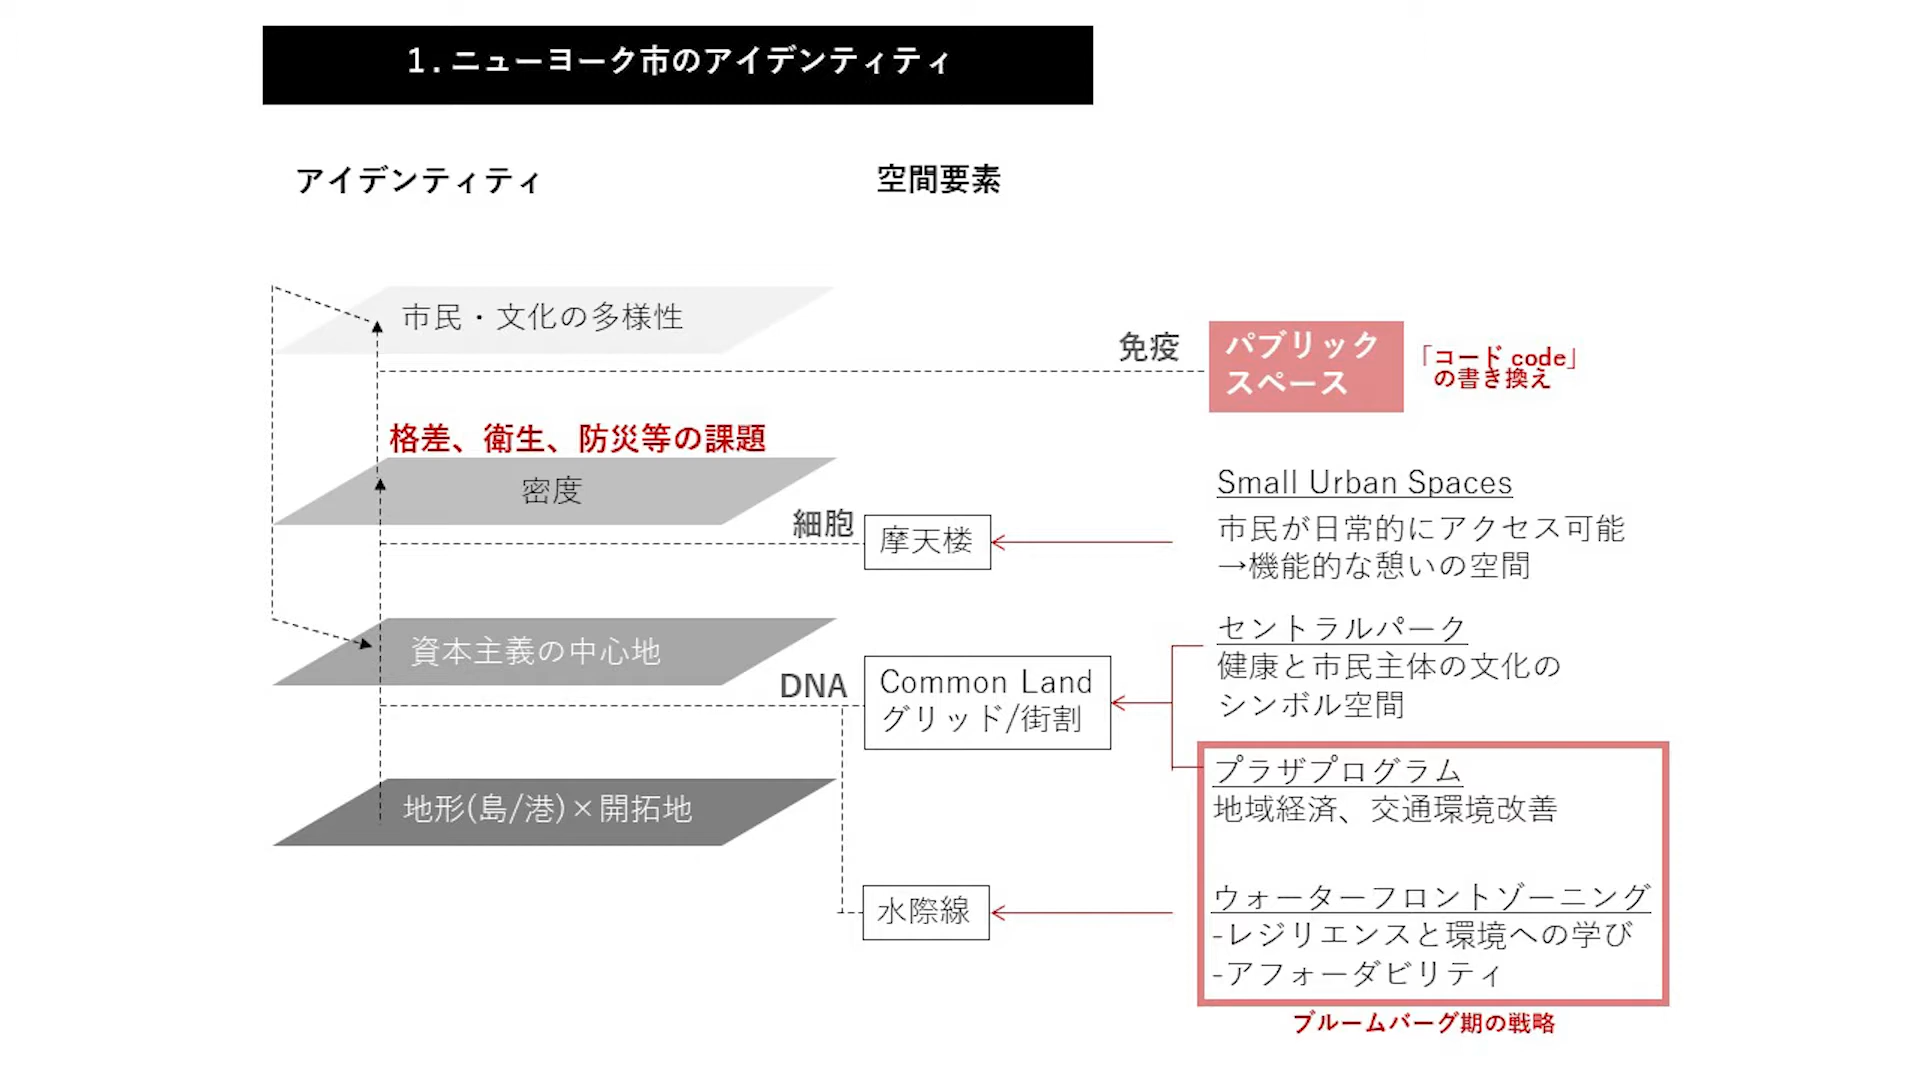 1. ニューヨーク市のアイデンティティ
アイデンティティ
空間要素
市民・文化の多様性
免疫
パブリック
スペース
「コード code」
の書き換え
格差、衛生、防災等の課題
密度
細胞
摩天楼
Small Urban Spaces
市民が日常的にアクセス可能
→機能的な憩いの空間
資本主義の中心地
DNA
Common Land
グリッド/街割
セントラルパーク
健康と市民主体の文化の
シンボル空間
地形(島/港)×開拓地
プラザプログラム
地域経済、交通環境改善
水際線
ウォーターフロントゾーニング
-レジリエンスと環境への学び
-アフォーダビリティ
ブルームバーグ期の戦略